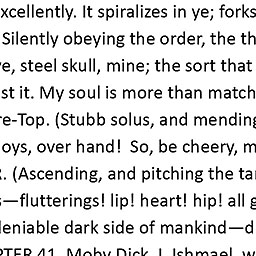 xcellently. It spiralizes in ye; forks
Silently obeying the order, the th
e, steel skull, mine; the sort that
st it. My soul is more than match
re-Top. (Stubb solus, and mending
oys, over hand!  So, be cheery, m
. (Ascending, and pitching the ta
s—flutterings! lip! heart! hip! all g
deniable dark side of mankind—d
PTER 41. Moby Dick. I, Ishmael, w